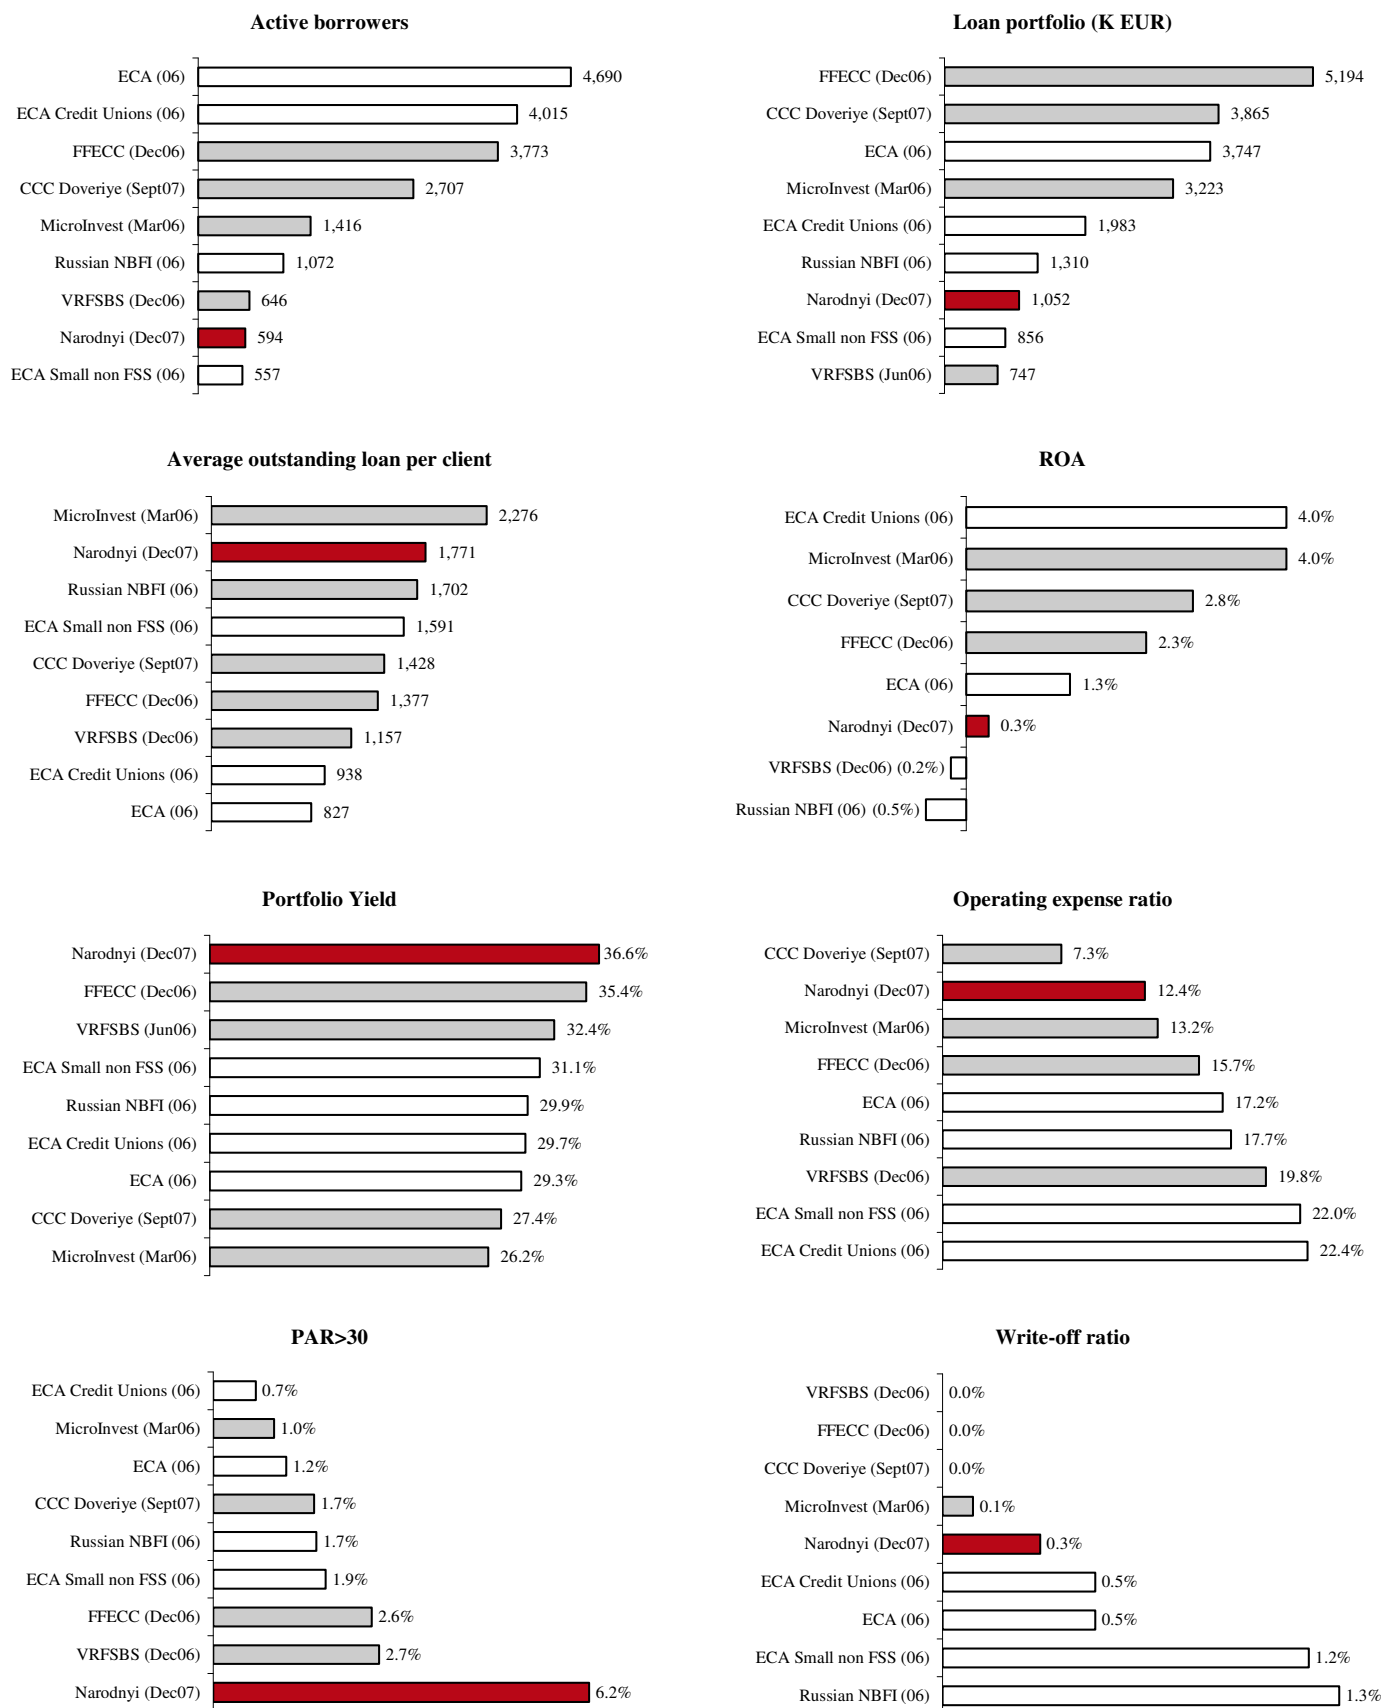 Active borrowers
ECA (06) 4,690
ECA Credit Unions (06) 4,015
FFECC (Dec06) 3,773
CCC Doveriye (Sept07) 2,707
MicroInvest (Mar06) 1,416
Russian NBFI (06) 1,072
VRFSBS (Dec06) 646
Narodnyi (Dec07) 594
ECA Small non FSS (06) 557
Loan portfolio (K EUR)
FFECC (Dec06) 5,194
CCC Doveriye (Sept07) 3,865
ECA (06) 3,747
MicroInvest (Mar06) 3,223
ECA Credit Unions (06) 1,983
Russian NBFI (06) 1,310
Narodnyi (Dec07) 1,052
ECA Small non FSS (06) 856
VRFSBS (Jun06) 747
Average outstanding loan per client
MicroInvest (Mar06) 2,276
Narodnyi (Dec07) 1,771
Russian NBFI (06) 1,702
ECA Small non FSS (06) 1,591
CCC Doveriye (Sept07) 1,428
FFECC (Dec06) 1,377
VRFSBS (Dec06) 1,157
ECA Credit Unions (06) 938
ECA (06) 827
ROA
ECA Credit Unions (06) 4.0%
MicroInvest (Mar06) 4.0%
CCC Doveriye (Sept07) 2.8%
FFECC (Dec06) 2.3%
ECA (06) 1.3%
Narodnyi (Dec07) 0.3%
VRFSBS (Dec06) (0.2%)
Russian NBFI (06) (0.5%)
Portfolio Yield
Narodnyi (Dec07) 36.6%
FFECC (Dec06) 35.4%
VRFSBS (Jun06) 32.4%
ECA Small non FSS (06) 31.1%
Russian NBFI (06) 29.9%
ECA Credit Unions (06) 29.7%
ECA (06) 29.3%
CCC Doveriye (Sept07) 27.4%
MicroInvest (Mar06) 26.2%
Operating expense ratio
CCC Doveriye (Sept07) 7.3%
Narodnyi (Dec07) 12.4%
MicroInvest (Mar06) 13.2%
FFECC (Dec06) 15.7%
ECA (06) 17.2%
Russian NBFI (06) 17.7%
VRFSBS (Dec06) 19.8%
ECA Small non FSS (06) 22.0%
ECA Credit Unions (06) 22.4%
PAR>30
ECA Credit Unions (06) 0.7%
MicroInvest (Mar06) 1.0%
ECA (06) 1.2%
CCC Doveriye (Sept07) 1.7%
Russian NBFI (06) 1.7%
ECA Small non FSS (06) 1.9%
FFECC (Dec06) 2.6%
VRFSBS (Dec06) 2.7%
Narodnyi (Dec07) 6.2%
Write-off ratio
VRFSBS (Dec06) 0.0%
FFECC (Dec06) 0.0%
CCC Doveriye (Sept07) 0.0%
MicroInvest (Mar06) 0.1%
Narodnyi (Dec07) 0.3%
ECA Credit Unions (06) 0.5%
ECA (06) 0.5%
ECA Small non FSS (06) 1.2%
Russian NBFI (06) 1.3%